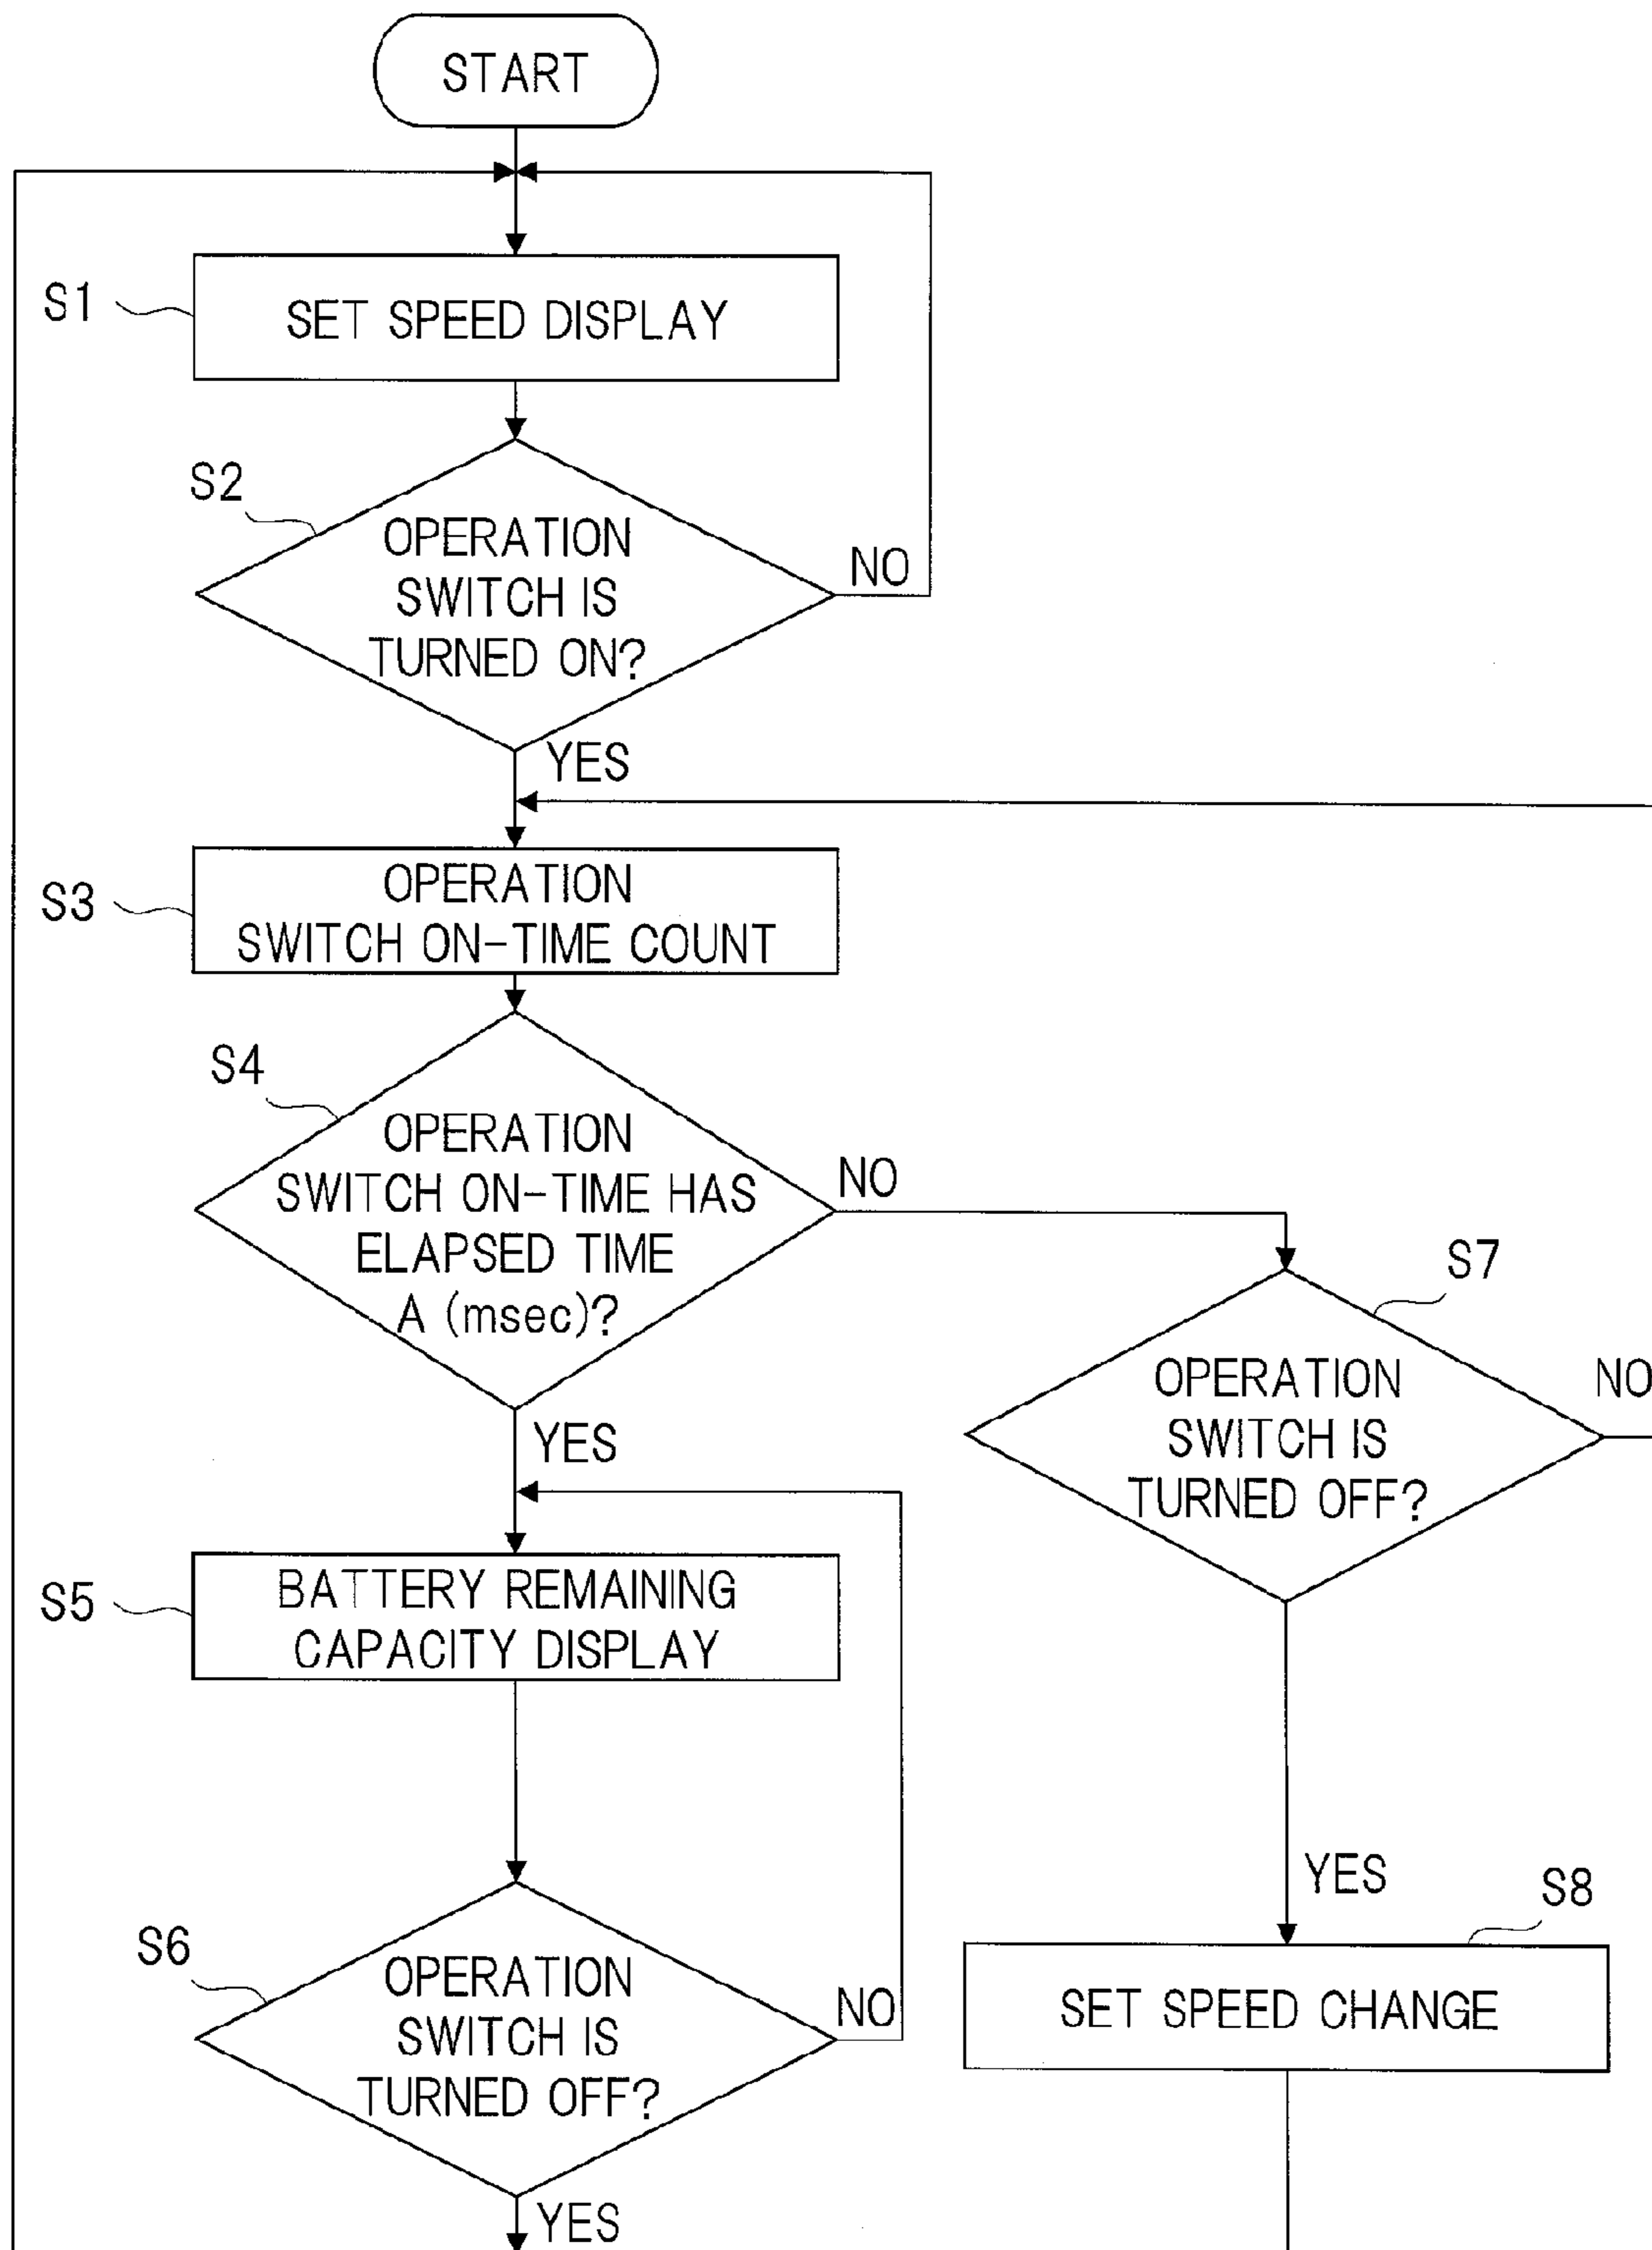 START
S1
SET SPEED DISPLAY
S2
OPERATION
SWITCH IS
TURNED ON?
NO
YES
S3
OPERATION
SWITCH ON-TIME COUNT
S4
OPERATION
SWITCH ON-TIME HAS
ELAPSED TIME
A (msec)?
NO
YES
S7
OPERATION
SWITCH IS
TURNED OFF?
NO
YES
S5
BATTERY REMAINING
CAPACITY DISPLAY
S8
SET SPEED CHANGE
S6
OPERATION
SWITCH IS
TURNED OFF?
NO
YES